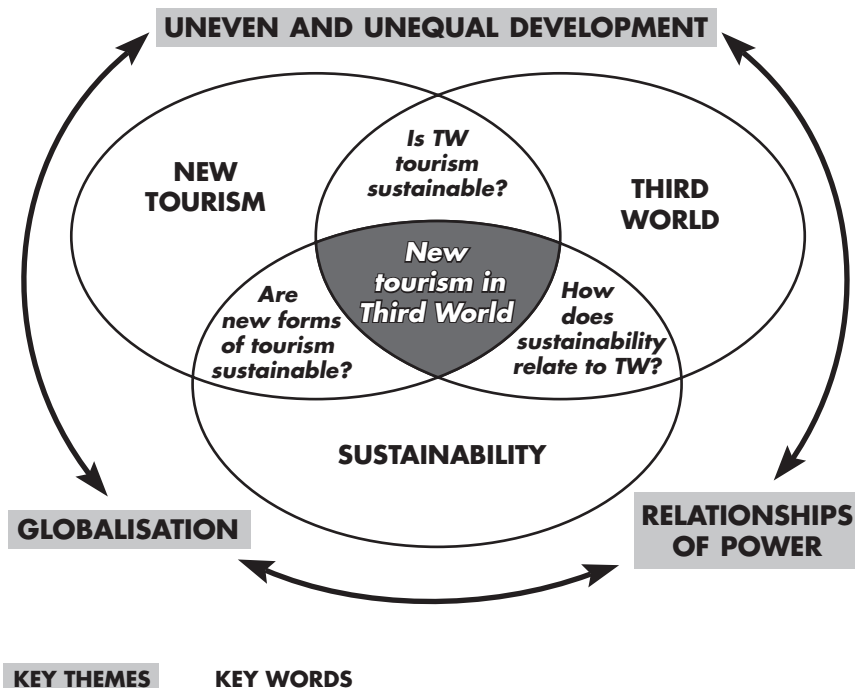 UNEVEN AND UNEQUAL DEVELOPMENT
NEW
TOURISM
Is TW
tourism
sustainable?
THIRD
WORLD
New
tourism in
Third World
Are
new forms
of tourism
sustainable?
How
does
sustainability
relate to TW?
SUSTAINABILITY
GLOBALISATION
RELATIONSHIPS
OF POWER
KEY THEMES
KEY WORDS